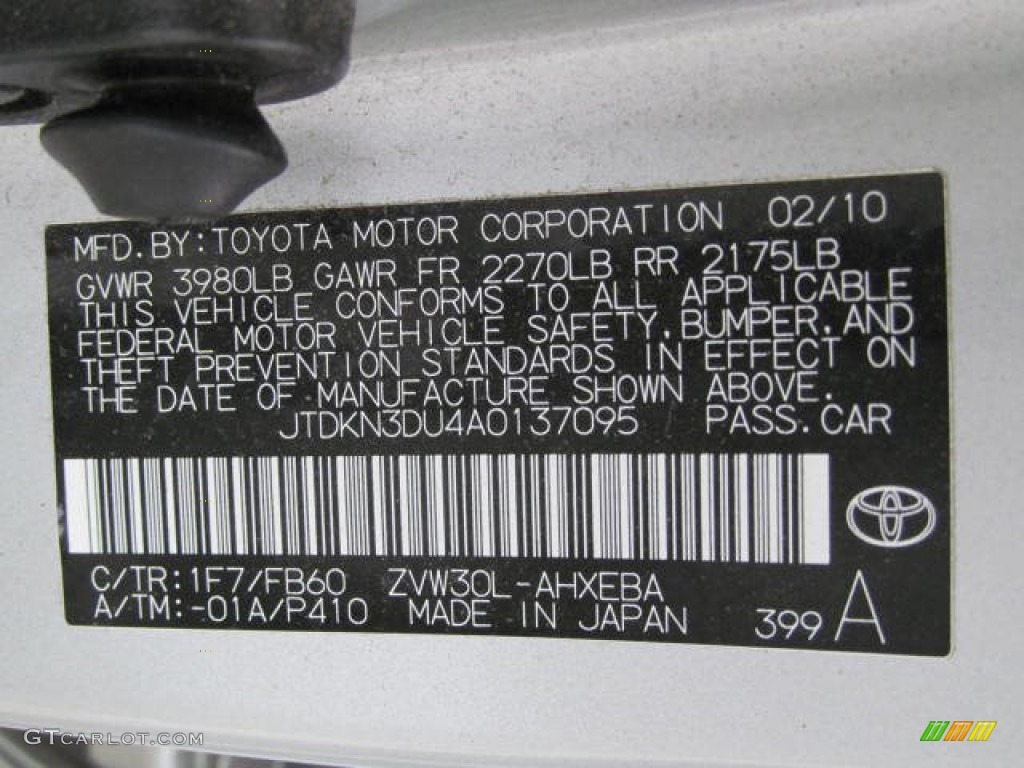 MFD. BY: TOYOTA MOTOR CORPORATION 02/10
GVWR 3980LB GAWR FR 2270LB RR 2175LB
THIS VEHICLE CONFORMS TO ALL APPLICABLE
FEDERAL MOTOR VEHICLE SAFETY, BUMPER, AND
THEFT PREVENTION STANDARDS IN EFFECT ON
THE DATE OF MANUFACTURE SHOWN ABOVE.
JTDKN3DU4A0137095 PASS. CAR
C/TR: 1F7/FB60 ZVW30L-AHXEBA
A/TM: -01A/P410 MADE IN JAPAN 399 A
GTCARLOT.COM